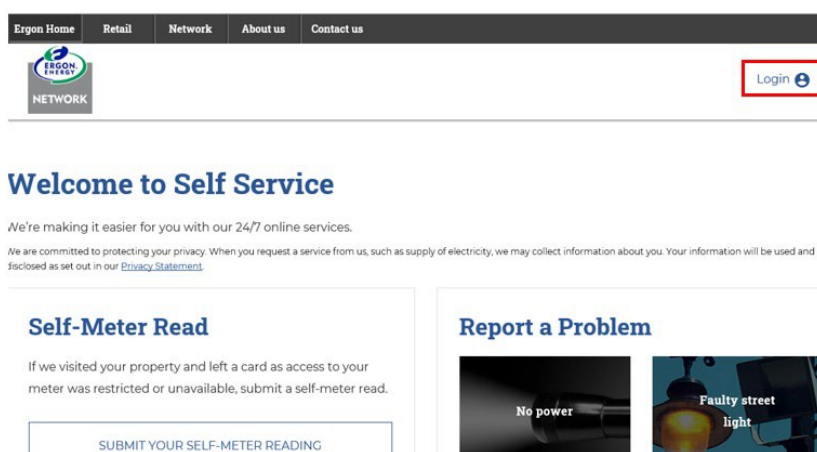 Ergon Home Retail Network About us Contact us
ERGON
ENERGY
NETWORK
Login
Welcome to Self Service
We're making it easier for you with our 24/7 online services.
We are committed to protecting your privacy. When you request a service from us, such as supply of electricity, we may collect information about you. Your information will be used and
disclosed as set out in our Privacy Statement.
Self-Meter Read
If we visited your property and left a card as access to your
meter was restricted or unavailable, submit a self-meter read.
SUBMIT YOUR SELF-METER READING
Report a Problem
No power
Faulty street
light